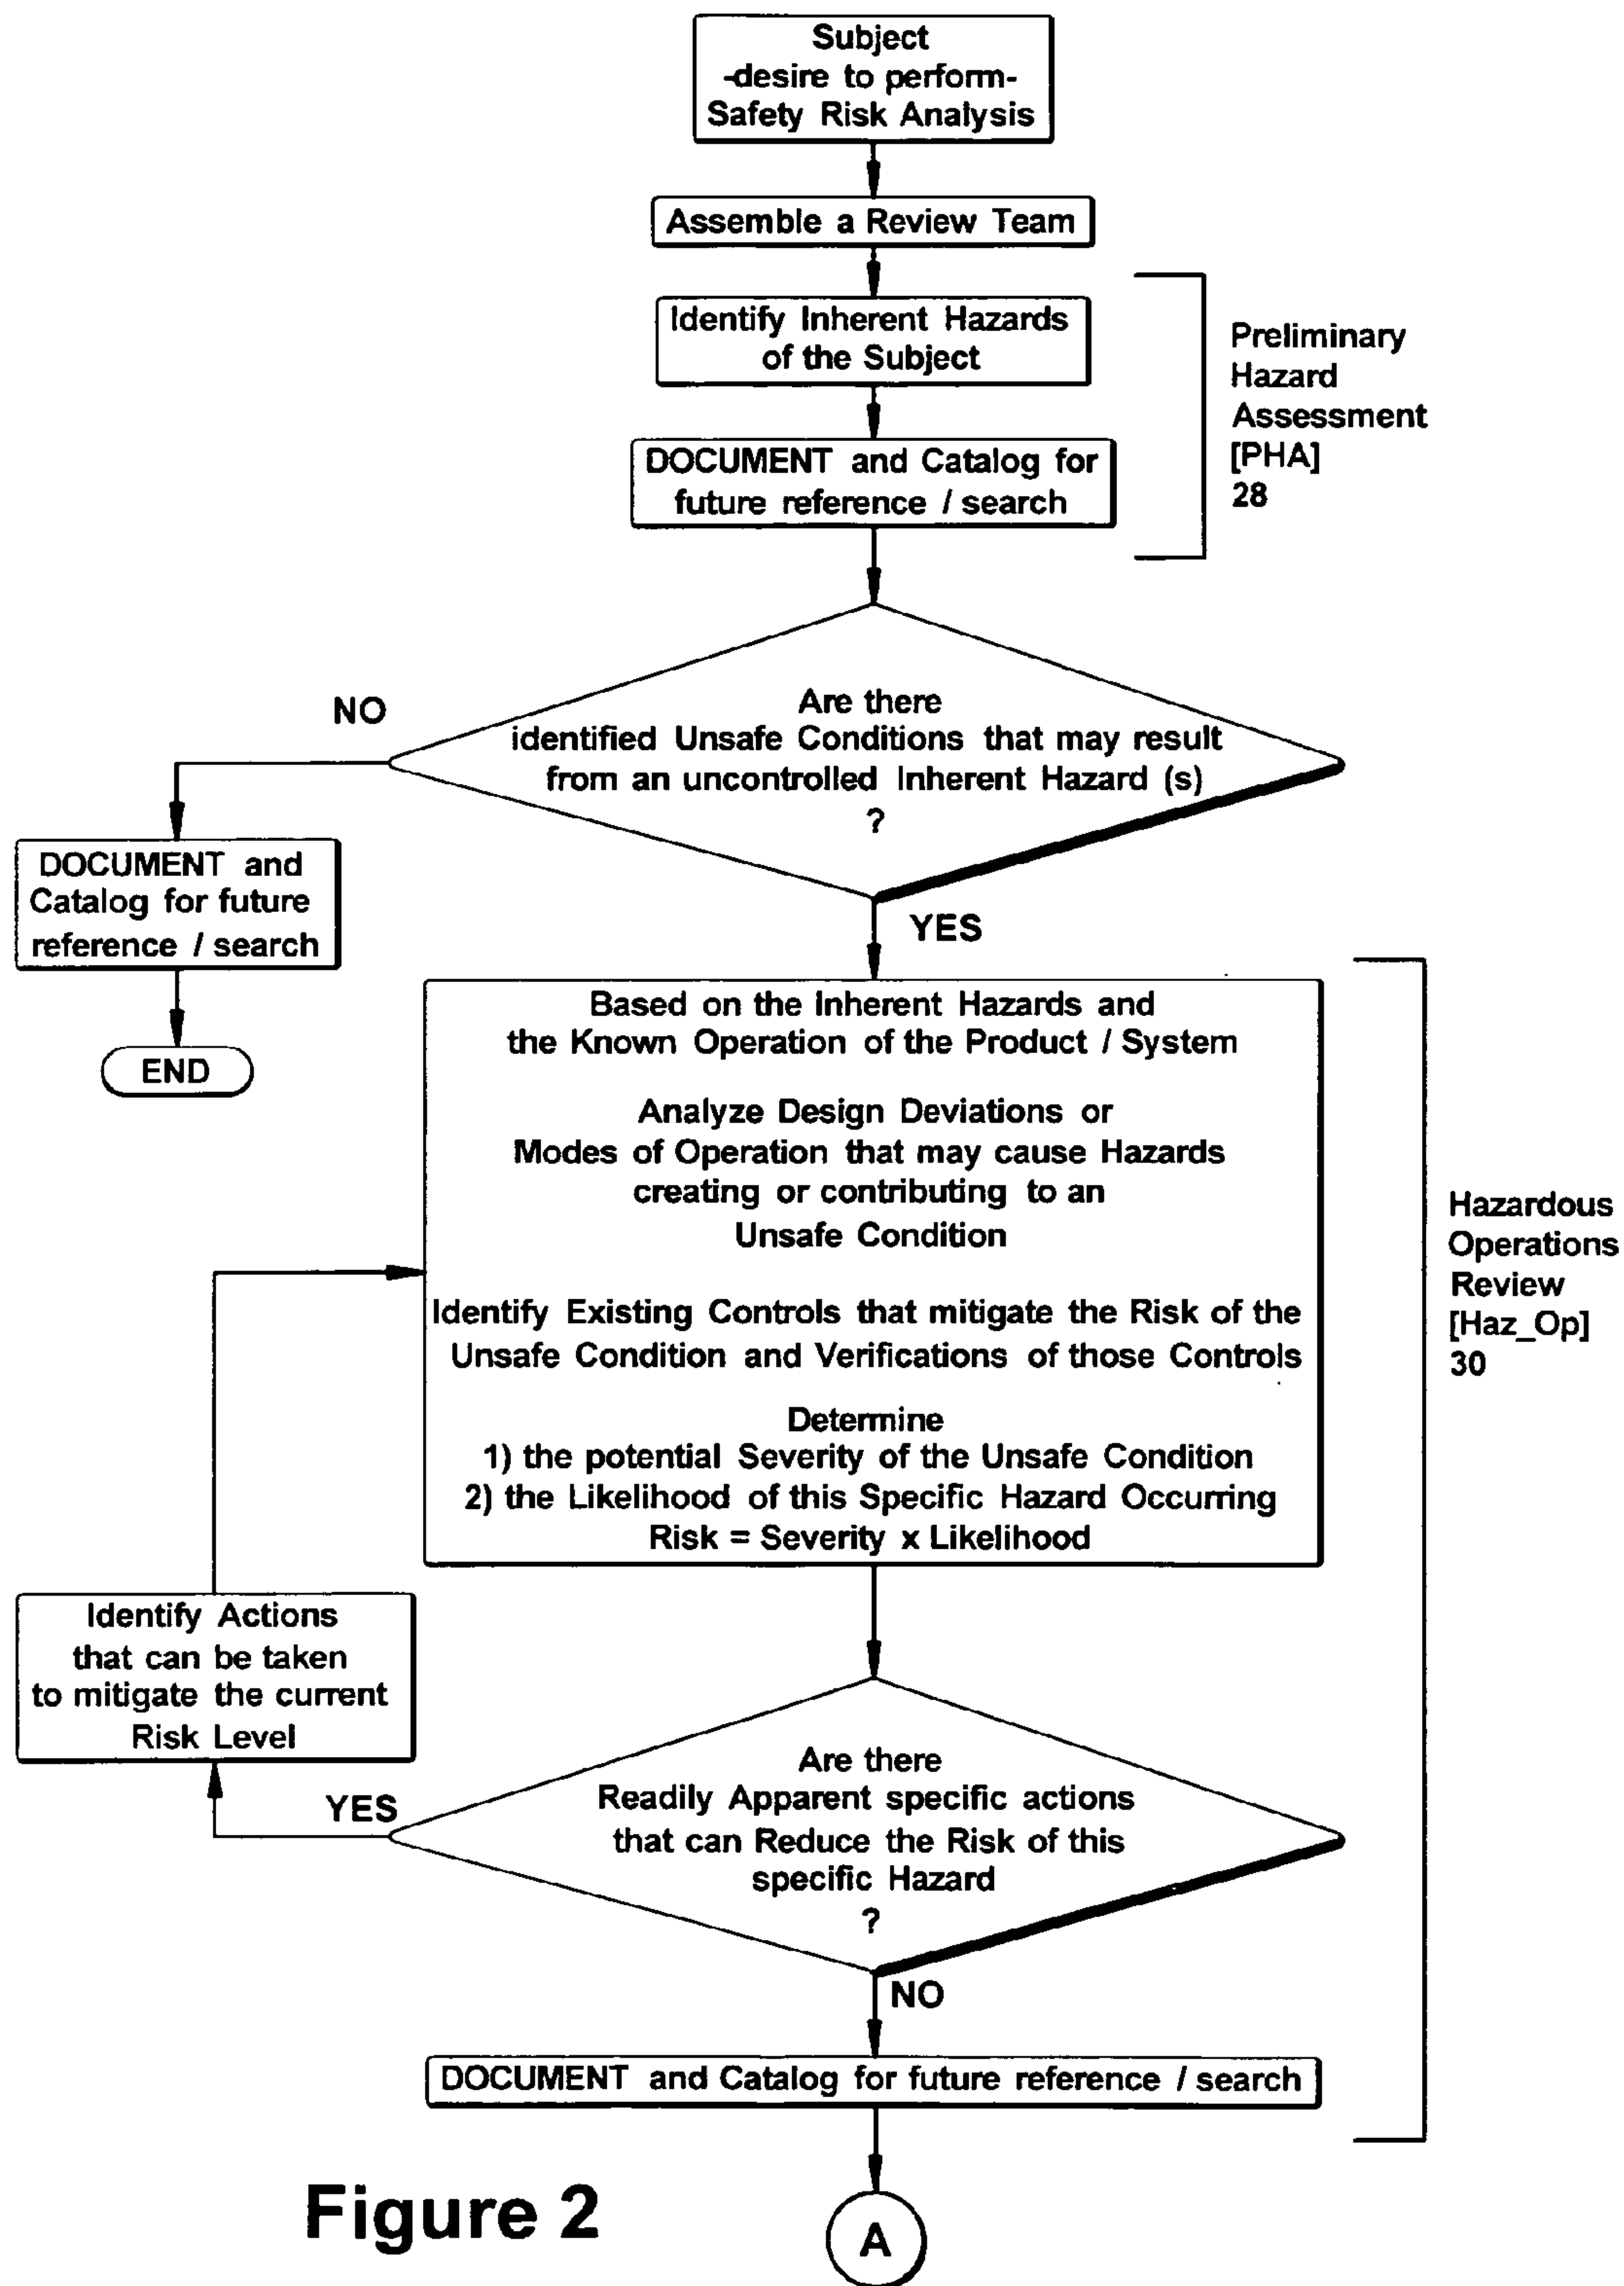 Subject
-desire to perform-
Safety Risk Analysis
Assemble a Review Team
Identify Inherent Hazards
of the Subject
Preliminary
Hazard
Assessment
[PHA]
28
DOCUMENT and Catalog for
future reference / search
Are there
identified Unsafe Conditions that may result
from an uncontrolled Inherent Hazard (s)
?
NO
DOCUMENT and
Catalog for future
reference / search
END
YES
Based on the Inherent Hazards and
the Known Operation of the Product / System
Analyze Design Deviations or
Modes of Operation that may cause Hazards
creating or contributing to an
Unsafe Condition
Identify Existing Controls that mitigate the Risk of the
Unsafe Condition and Verifications of those Controls
Determine
1) the potential Severity of the Unsafe Condition
2) the Likelihood of this Specific Hazard Occurring
Risk = Severity x Likelihood
Hazardous
Operations
Review
[Haz_Op]
30
Identify Actions
that can be taken
to mitigate the current
Risk Level
YES
Are there
Readily Apparent specific actions
that can Reduce the Risk of this
specific Hazard
?
NO
DOCUMENT and Catalog for future reference / search
A
Figure 2